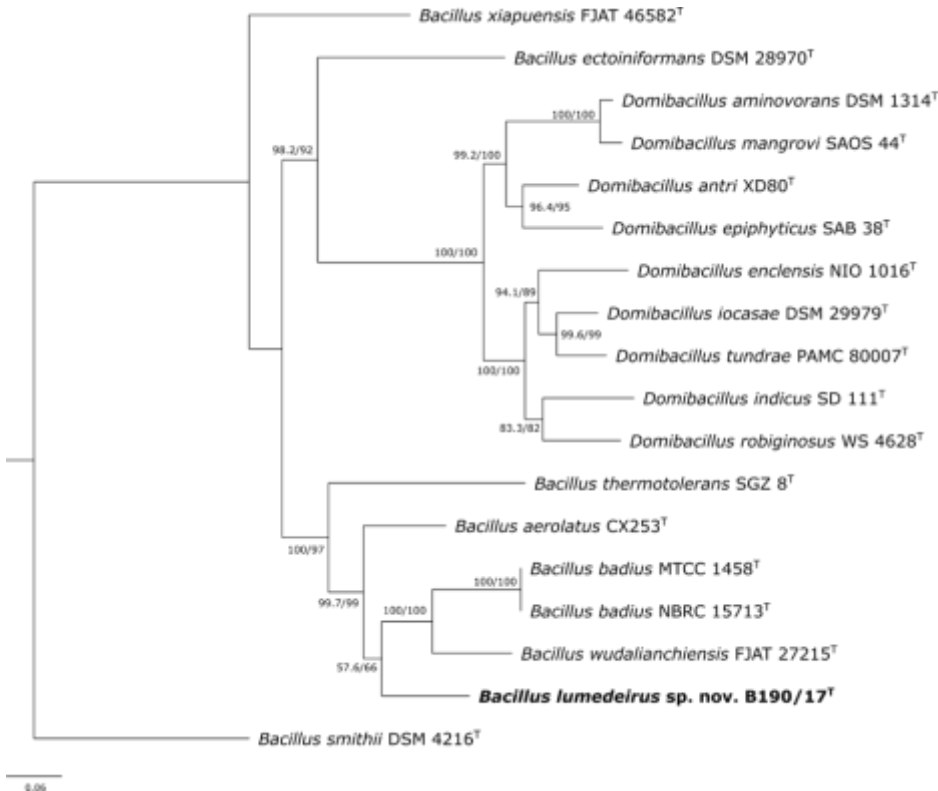 Bacillus xiapuensis FJAT 46582T
Bacillus ectoiniformans DSM 28970T
Domibacillus aminovorans DSM 1314T
100/100
Domibacillus mangrovi SAOS 44T
98.2/92
99.2/100
Domibacillus antri XD80T
96.4/95
Domibacillus epiphyticus SAB 38T
100/100
Domibacillus enclensis NIO 1016T
94.1/89
Domibacillus iocasae DSM 29979T
99.6/99
Domibacillus tundrae PAMC 80007T
100/100
Domibacillus indicus SD 111T
83.3/82
Domibacillus robiginosus WS 4628T
Bacillus thermotolerans SGZ 8T
Bacillus aerolatus CX253T
100/97
Bacillus badius MTCC 1458T
100/100
99.7/99
Bacillus badius NBRC 15713T
100/100
Bacillus wudalianchiensis FJAT 27215T
57.6/66
Bacillus lumedeirus sp. nov. B190/17T
Bacillus smithii DSM 4216T
0.06